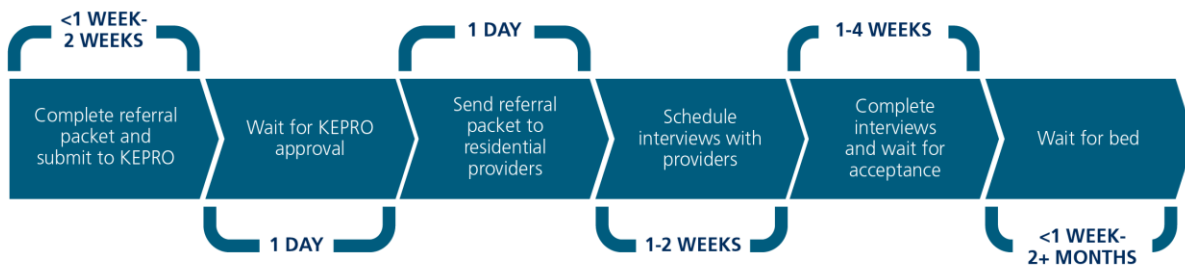 <1 WEEK-
2 WEEKS
1 DAY
1-4 WEEKS
Complete referral
packet and
submit to KEPRO
Wait for KEPRO
approval
Send referral
packet to
residential
providers
Schedule
interviews with
providers
Complete
interviews
and wait for
acceptance
Wait for bed
1 DAY
1-2 WEEKS
<1 WEEK-
2+ MONTHS